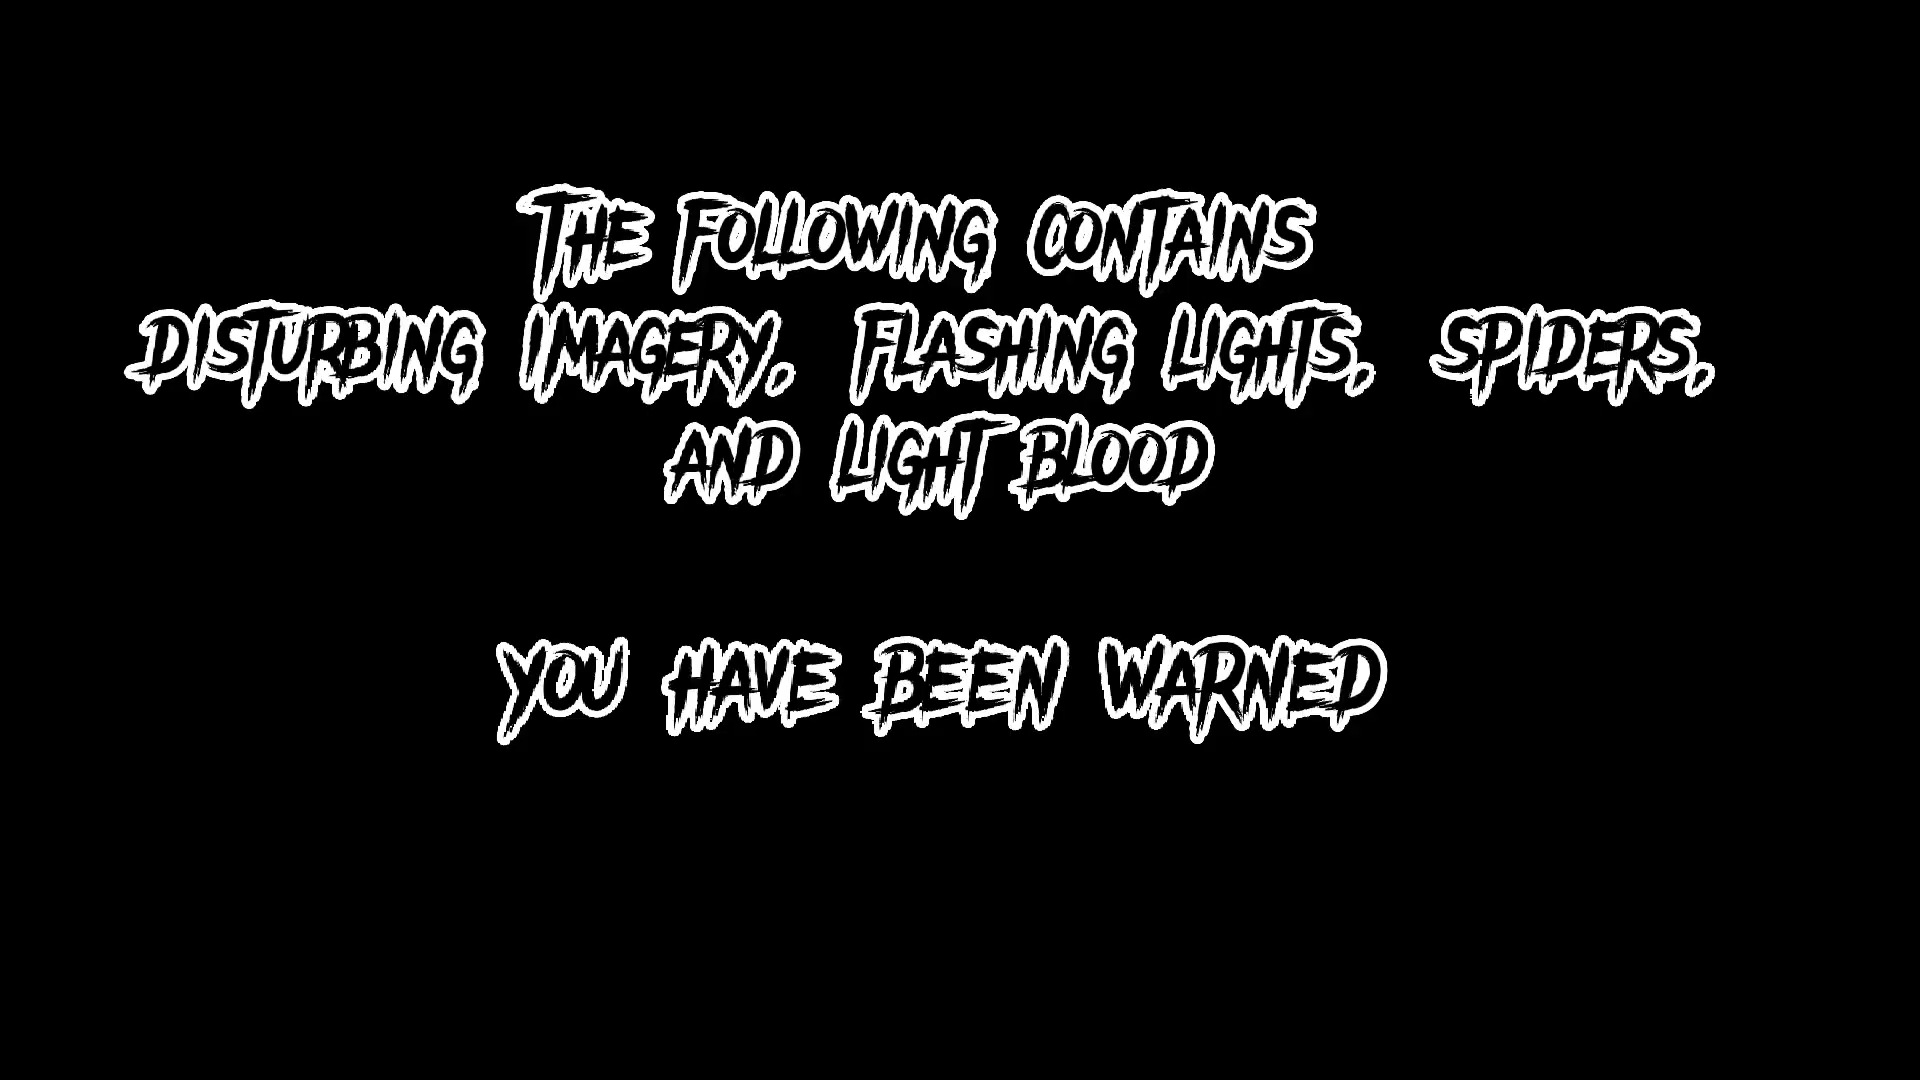 The Following Contains
Disturbing Imagery, Flashing Lights, Spiders,
and Light Blood
You Have Been Warned